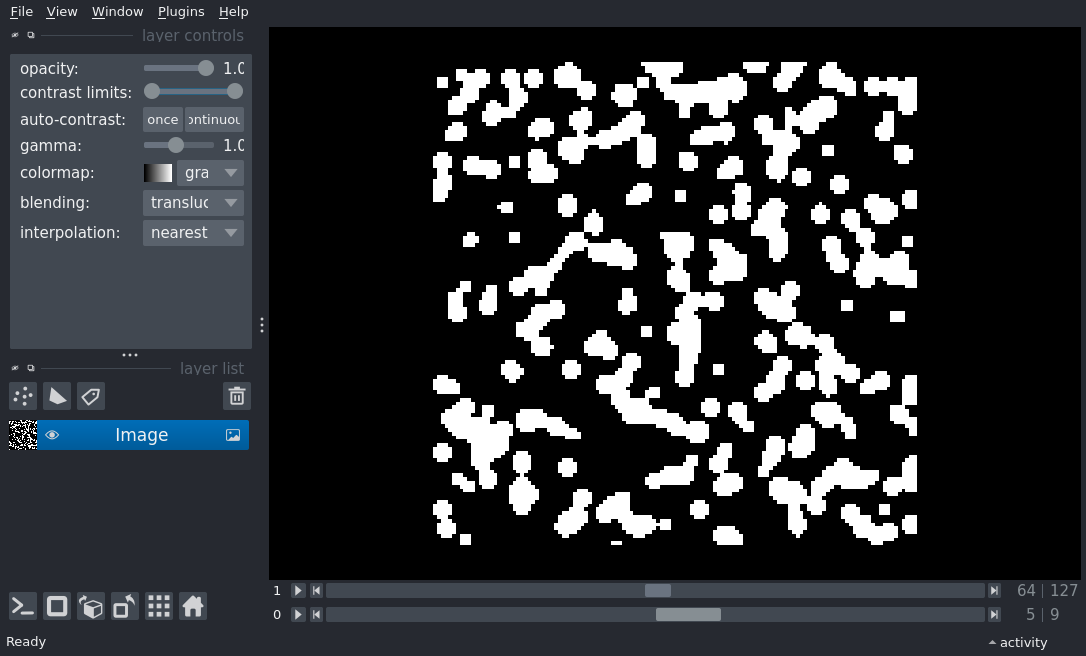 File View Window Plugins Help
layer controls
opacity: 1.0
contrast limits:
auto-contrast: once ontinuou
gamma: 1.0
colormap: gra
blending: transluc
interpolation: nearest
layer list
Image
1 64 | 127
0 5 | 9
Ready activity